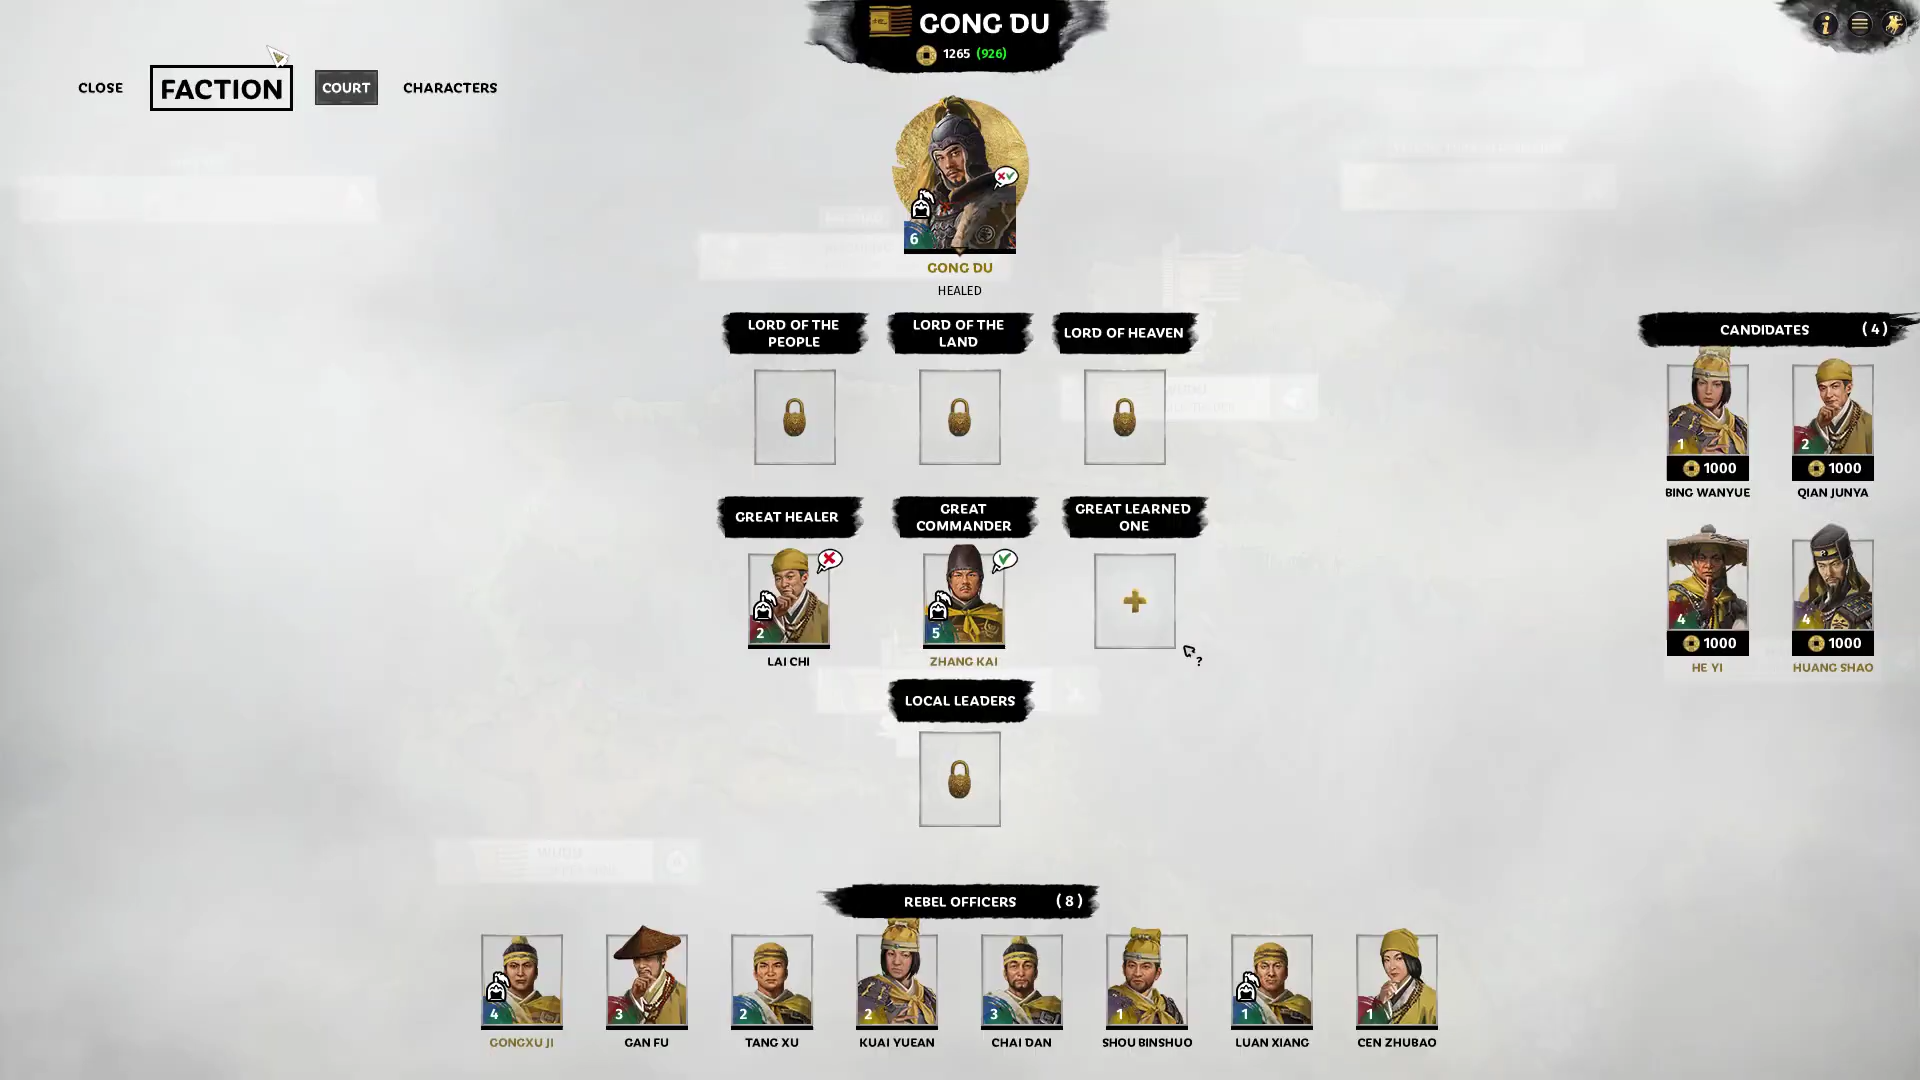 GONG DU
1265 (926)
CLOSE
FACTION
COURT
CHARACTERS
6
GONG DU
HEALED
LORD OF THE PEOPLE
LORD OF THE LAND
LORD OF HEAVEN
CANDIDATES (4)
1
2
1000
1000
BING WANYUE
QIAN JUNYA
GREAT HEALER
GREAT COMMANDER
GREAT LEARNED ONE
4
4
1000
1000
HE YI
HUANG SHAO
2
5
?
LAI CHI
ZHANG KAI
LOCAL LEADERS
REBEL OFFICERS (8)
4
3
2
2
3
1
1
1
GONGXU JI
GAN FU
TANG XU
KUAI YUEAN
CHAI DAN
SHOU BINSHUO
LUAN XIANG
CEN ZHUBAO